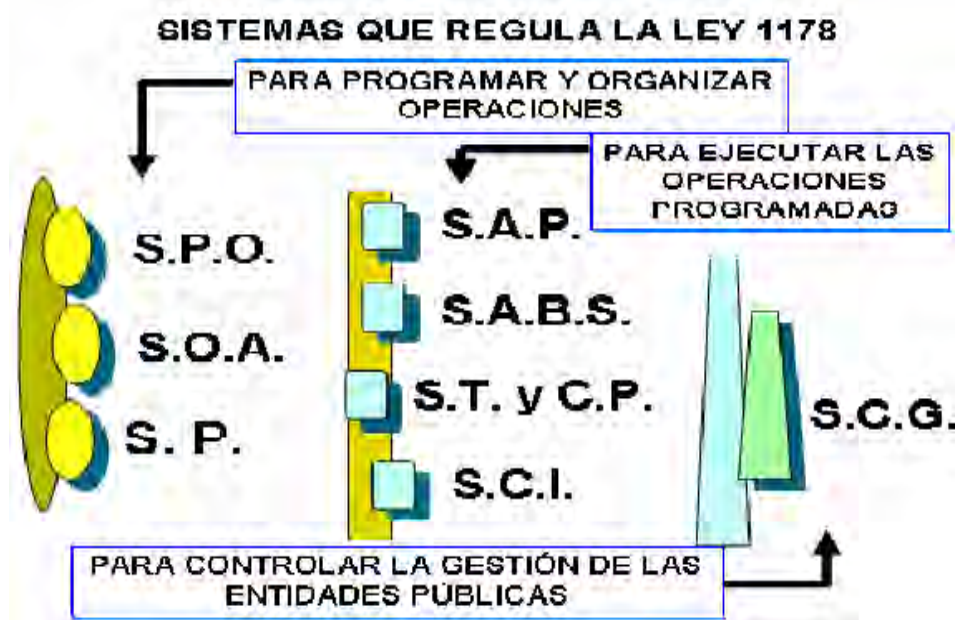 SISTEMAS QUE REGULA LA LEY 1178
PARA PROGRAMAR Y ORGANIZAR
OPERACIONES
PARA EJECUTAR LAS
OPERACIONES
PROGRAMADAS
S.P.O.
S.O.A.
S. P.
S.A.P.
S.A.B.S.
S.T. y C.P.
S.C.I.
S.C.G.
PARA CONTROLAR LA GESTIÓN DE LAS
ENTIDADES PÚBLICAS